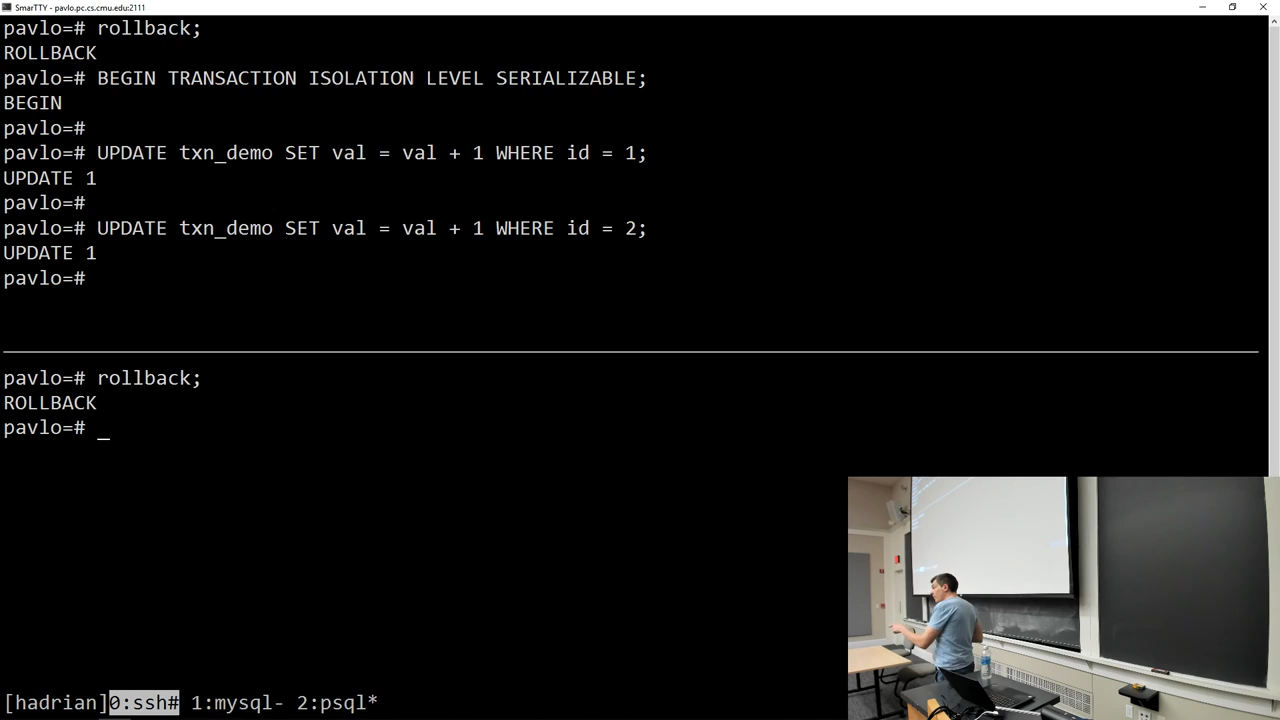 SmarTTY - pavlo.pc.cs.cmu.edu:2111
pavlo=# rollback;
ROLLBACK
pavlo=# BEGIN TRANSACTION ISOLATION LEVEL SERIALIZABLE;
BEGIN
pavlo=#
pavlo=# UPDATE txn_demo SET val = val + 1 WHERE id = 1;
UPDATE 1
pavlo=#
pavlo=# UPDATE txn_demo SET val = val + 1 WHERE id = 2;
UPDATE 1
pavlo=#
pavlo=# rollback;
ROLLBACK
pavlo=# _
[hadrian]0:ssh# 1:mysql- 2:psql*